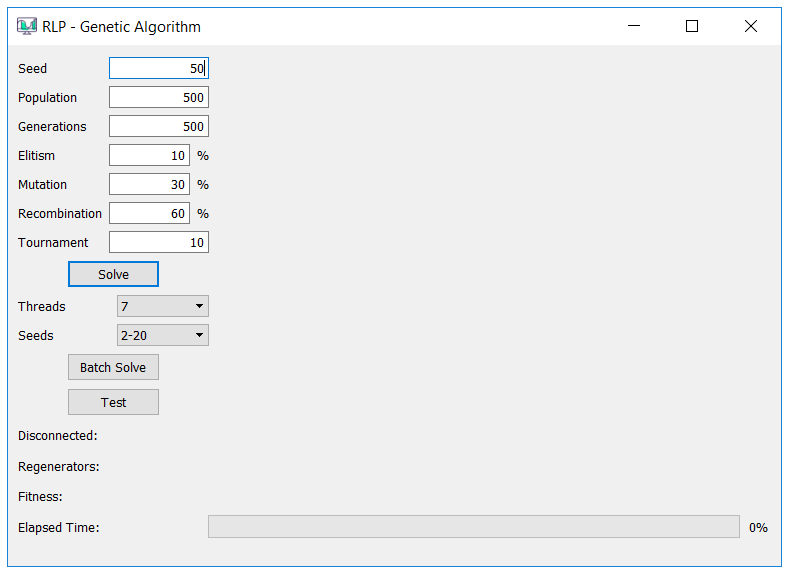 RLP - Genetic Algorithm
Seed 50
Population 500
Generations 500
Elitism 10 %
Mutation 30 %
Recombination 60 %
Tournament 10
Solve
Threads 7
Seeds 2-20
Batch Solve
Test
Disconnected:
Regenerators:
Fitness:
Elapsed Time: 0%